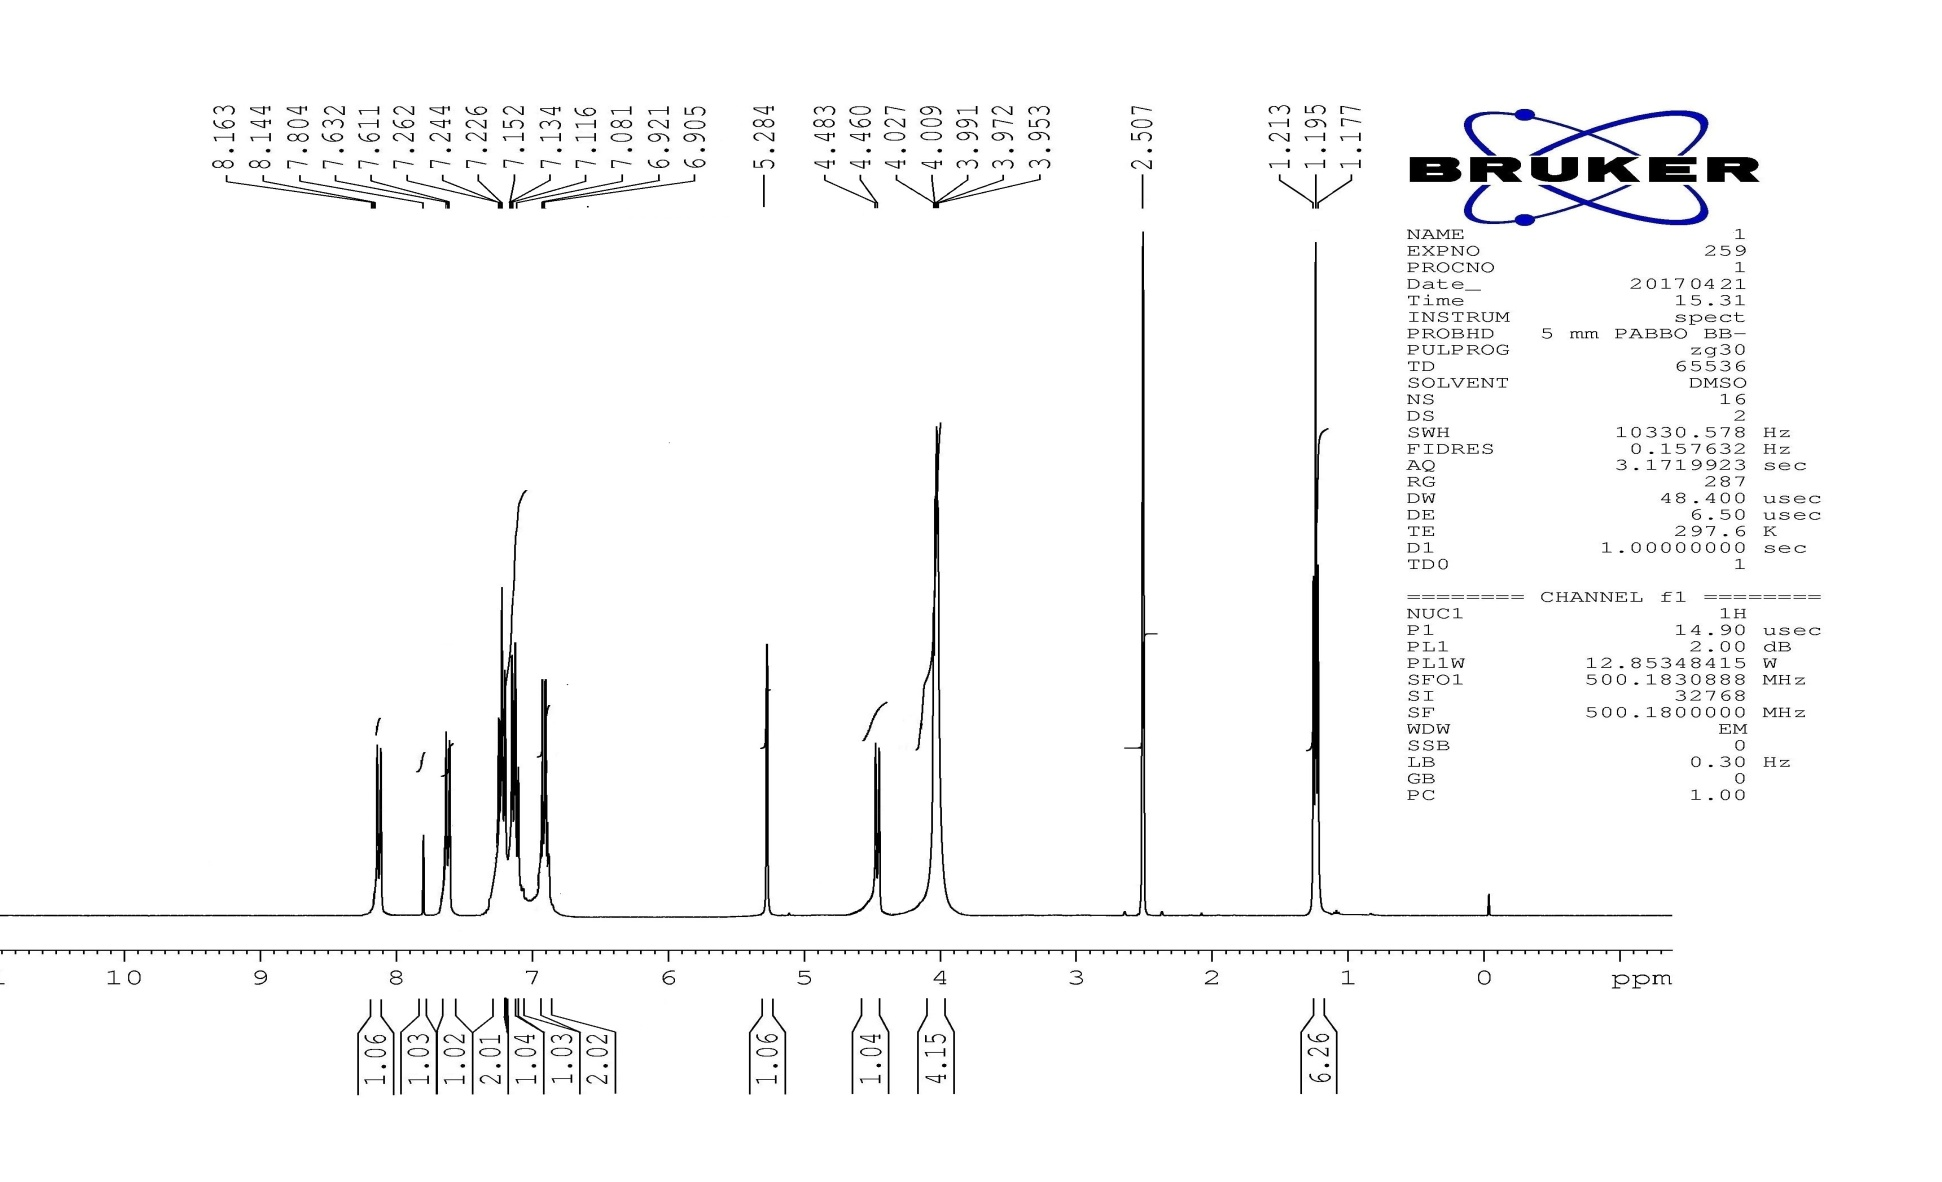 8.163
8.144
7.804
7.632
7.611
7.262
7.244
7.226
7.152
7.134
7.116
7.081
6.921
6.905
5.284
4.483
4.460
4.027
4.009
3.991
3.972
3.953
2.507
1.213
1.195
1.177
BRUKER
NAME 1
EXPNO 259
PROCNO 1
Date_ 20170421
Time 15.31
INSTRUM spect
PROBHD 5 mm PABBO BB-
PULPROG zg30
TD 65536
SOLVENT DMSO
NS 16
DS 2
SWH 10330.578 Hz
FIDRES 0.157632 Hz
AQ 3.1719923 sec
RG 287
DW 48.400 usec
DE 6.50 usec
TE 297.6 K
D1 1.00000000 sec
TD0 1
======== CHANNEL f1 ========
NUC1 1H
P1 14.90 usec
PL1 2.00 dB
PL1W 12.85348415 W
SFO1 500.1830888 MHz
SI 32768
SF 500.1800000 MHz
WDW EM
SSB 0
LB 0.30 Hz
GB 0
PC 1.00
10 9 8 7 6 5 4 3 2 1 0 ppm
1.06
1.03
1.02
2.01
1.04
1.03
2.02
1.06
1.04
4.15
6.26